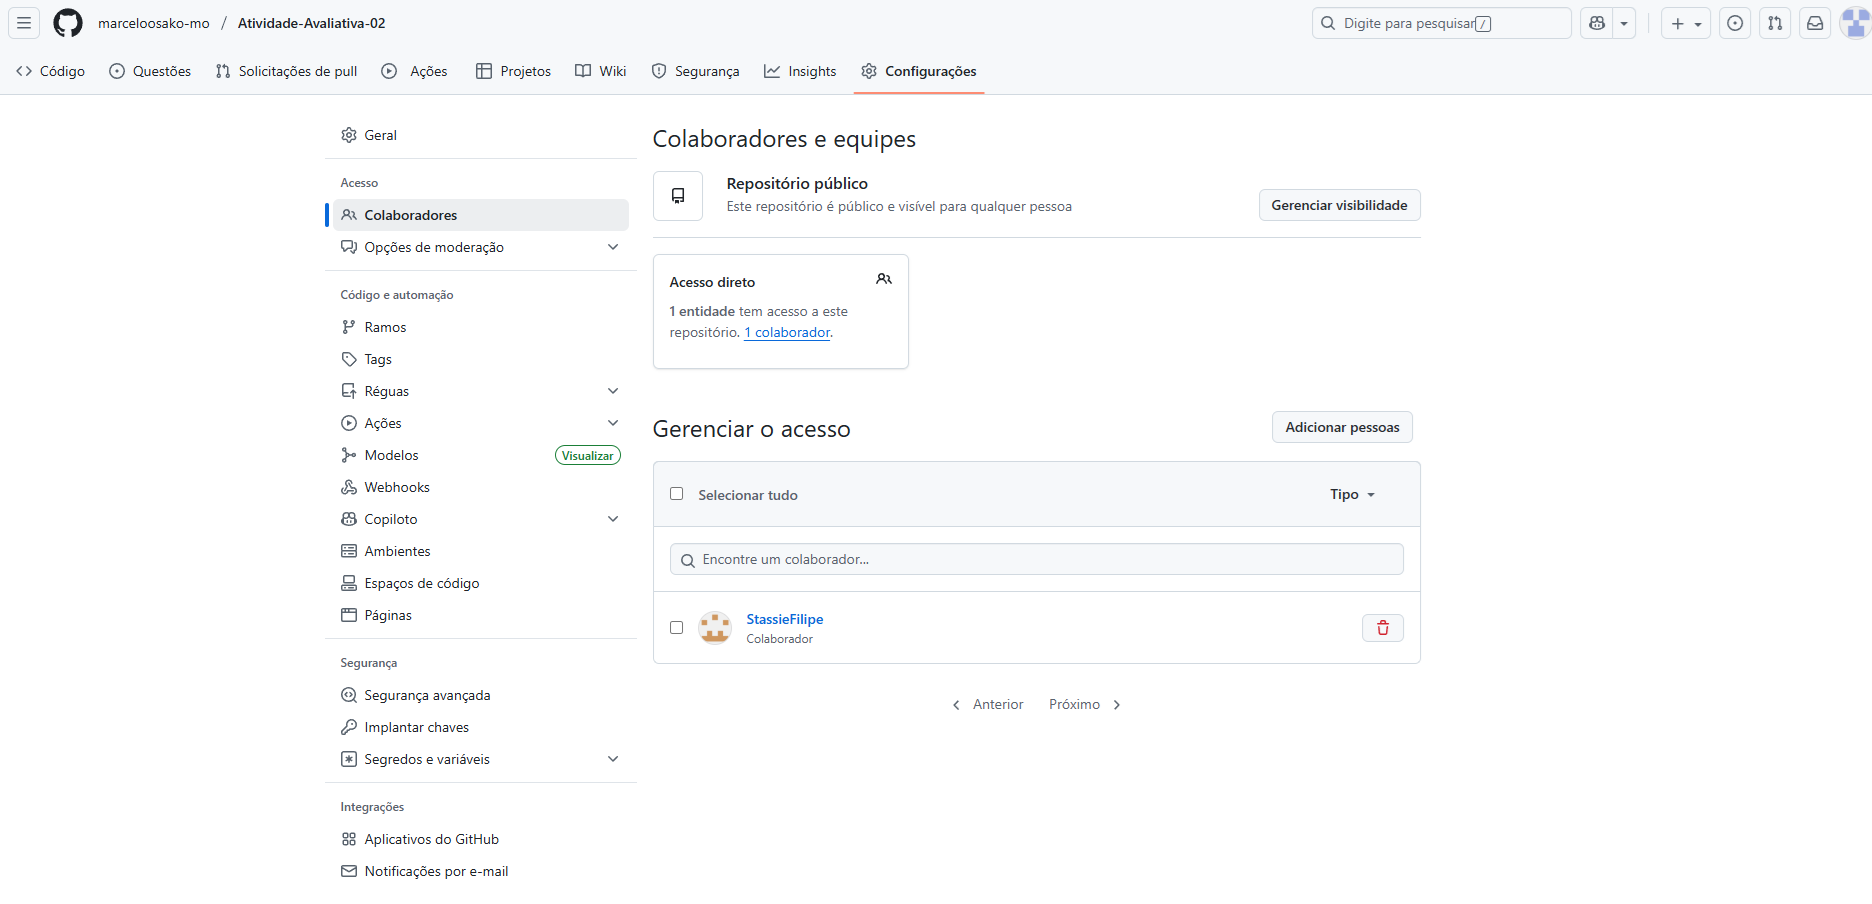 marceloosako-mo / Atividade-Avaliativa-02
Digite para pesquisar /
Código Questões Solicitações de pull Ações Projetos Wiki Segurança Insights Configurações
Geral
Acesso
Colaboradores
Opções de moderação
Código e automação
Ramos
Tags
Réguas
Ações
Modelos Visualizar
Webhooks
Copiloto
Ambientes
Espaços de código
Páginas
Segurança
Segurança avançada
Implantar chaves
Segredos e variáveis
Integrações
Aplicativos do GitHub
Notificações por e-mail
Colaboradores e equipes
Repositório público
Este repositório é público e visível para qualquer pessoa
Gerenciar visibilidade
Acesso direto
1 entidade tem acesso a este
repositório. 1 colaborador.
Gerenciar o acesso
Adicionar pessoas
Selecionar tudo
Tipo
Encontre um colaborador...
StassieFilipe
Colaborador
Anterior Próximo